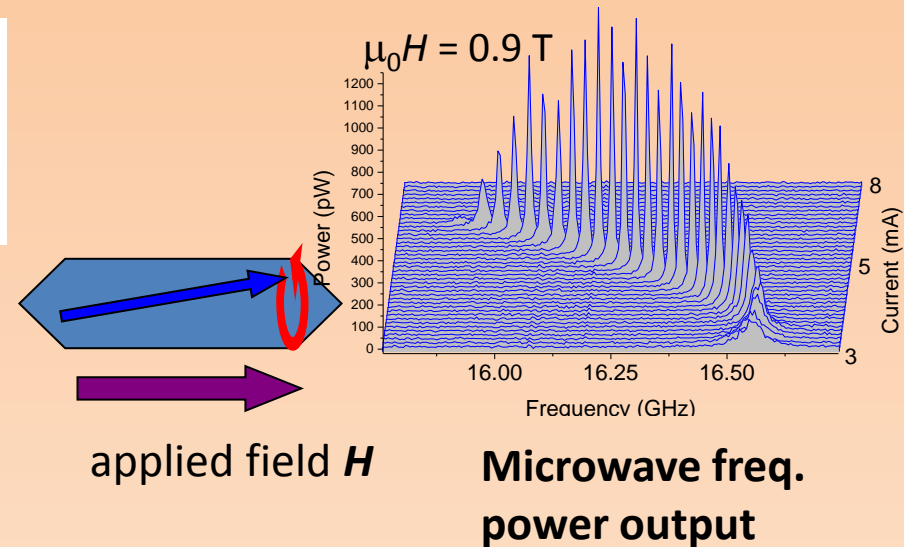 μ₀H = 0.9 T
1200
1100
1000
900
800
700
600
500
400
300
200
100
0
Power (pW)
16.00
16.25
16.50
Frequency (GHz)
3
5
8
Current (mA)
applied field H
Microwave freq.
power output